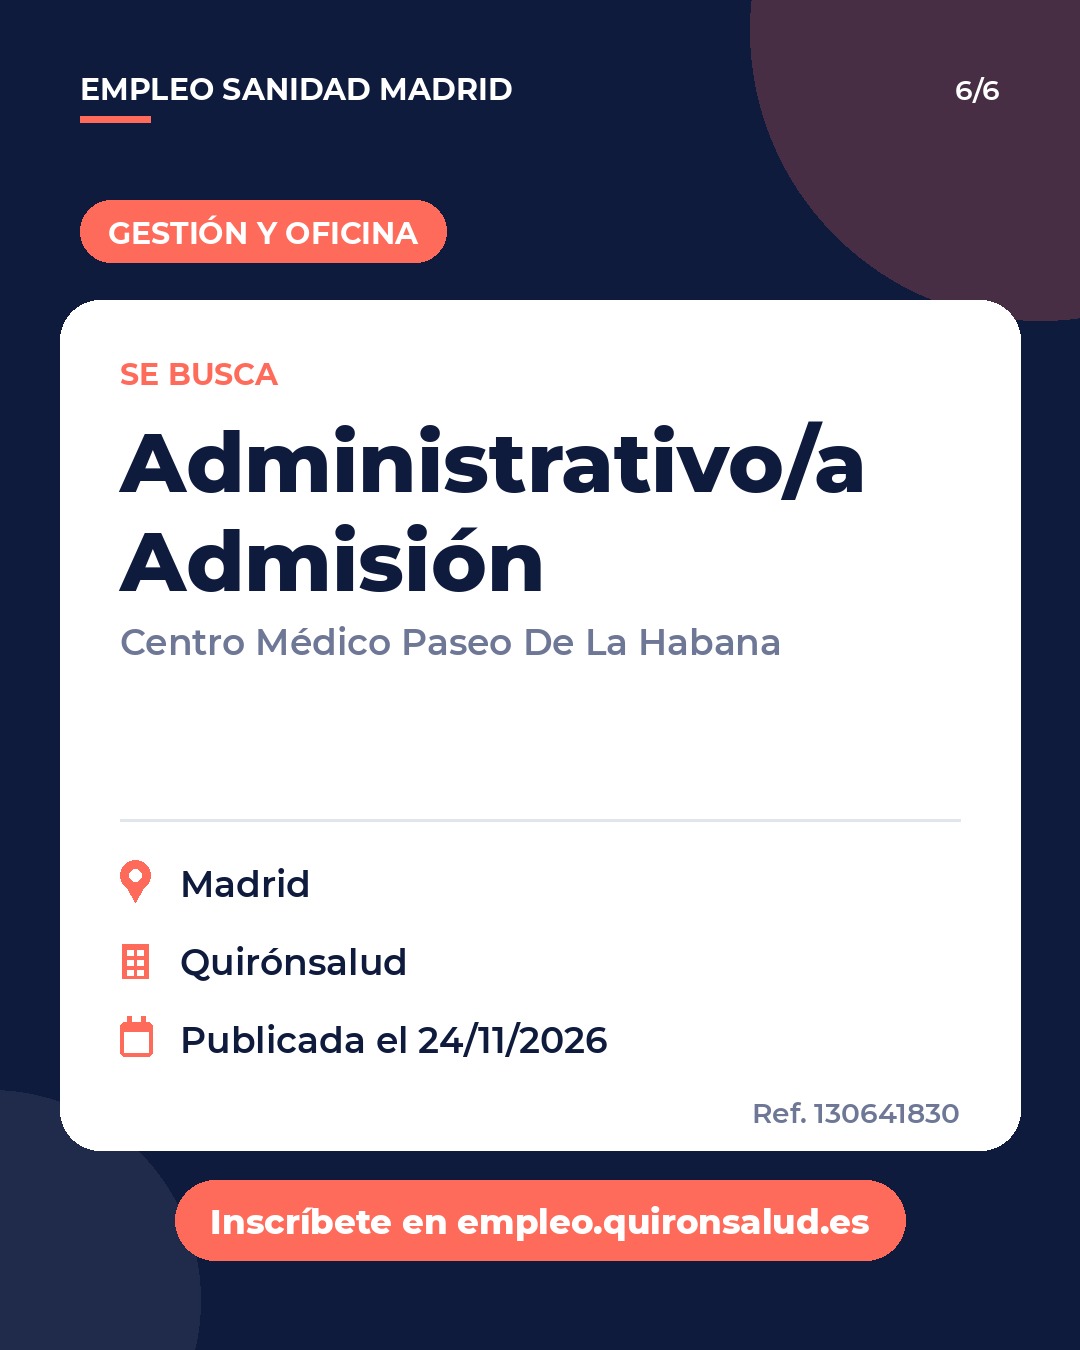 EMPLEO SANIDAD MADRID
6/6
GESTIÓN Y OFICINA
SE BUSCA
Administrativo/a
Admisión
Centro Médico Paseo De La Habana
Madrid
Quirónsalud
Publicada el 24/11/2026
Ref. 130641830
Inscríbete en empleo.quironsalud.es